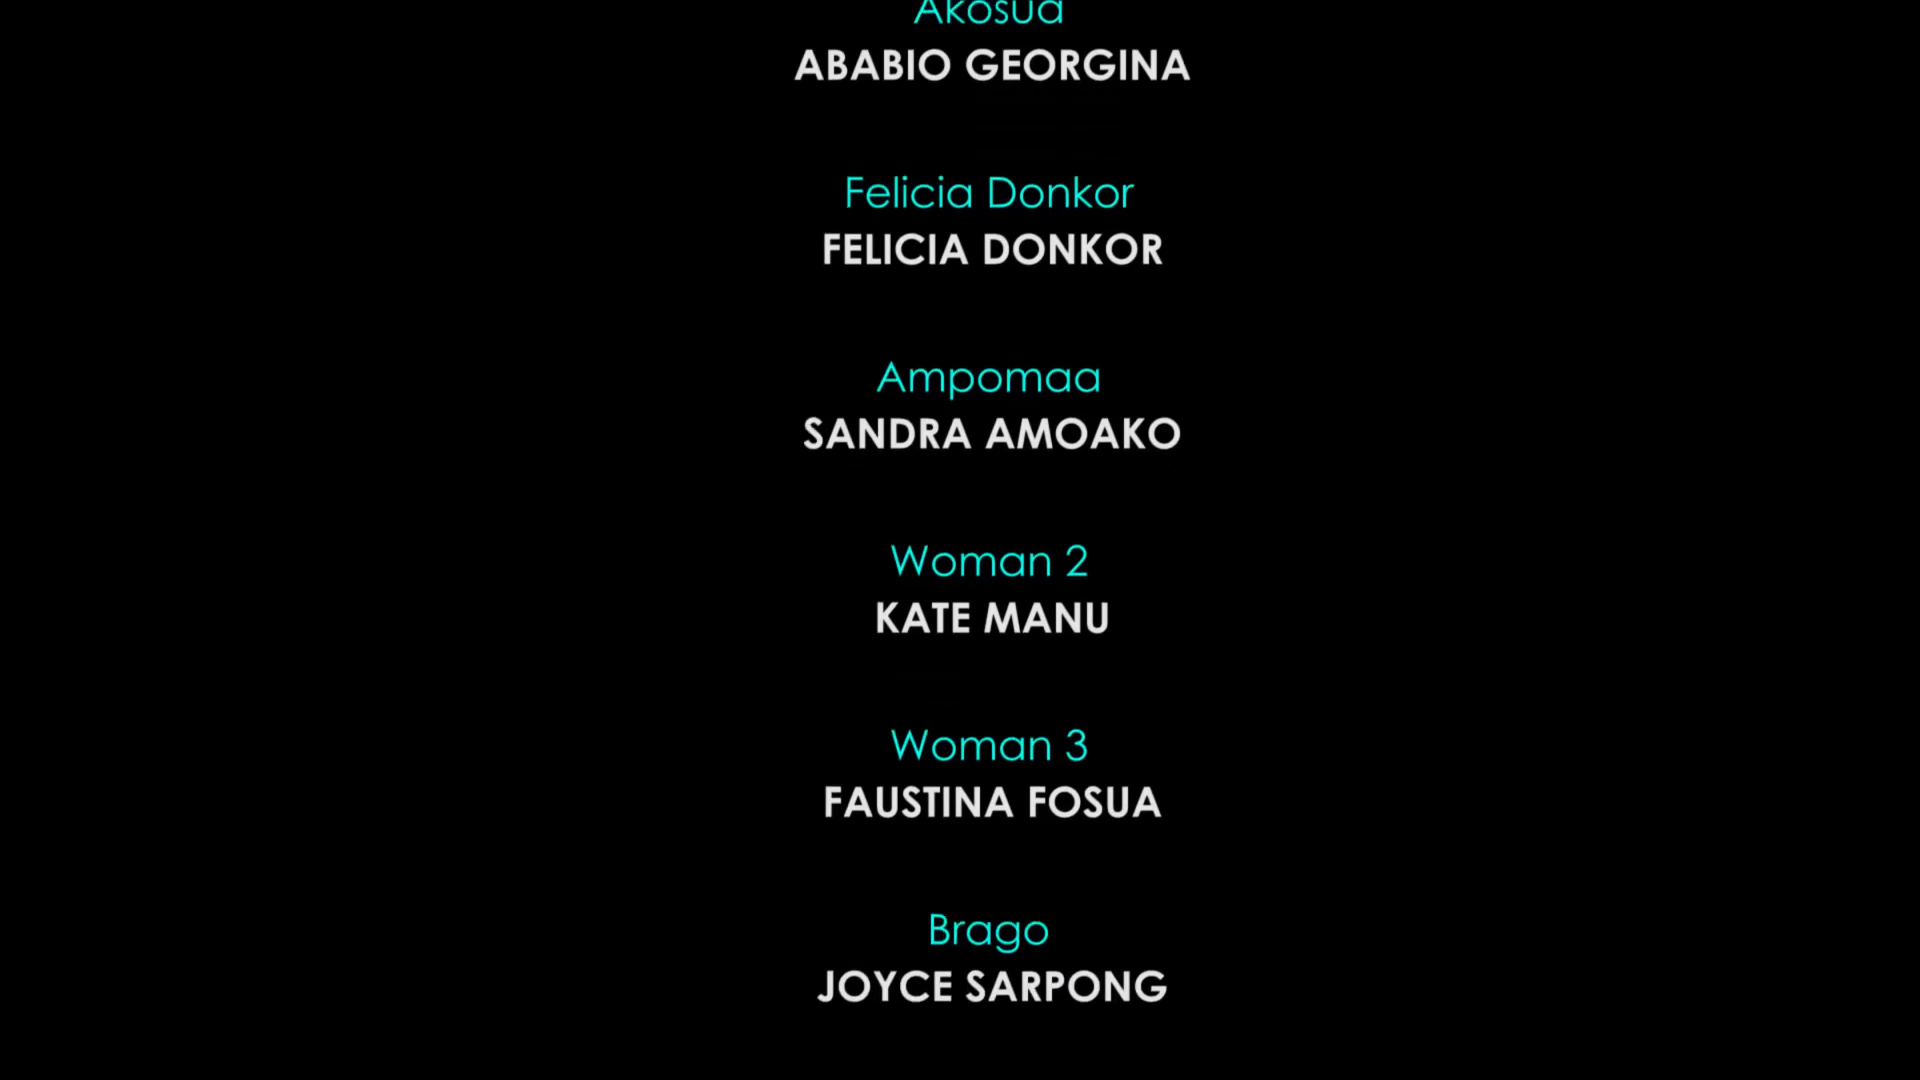 Akosua
ABABIO GEORGINA
Felicia Donkor
FELICIA DONKOR
Ampomaa
SANDRA AMOAKO
Woman 2
KATE MANU
Woman 3
FAUSTINA FOSUA
Brago
JOYCE SARPONG